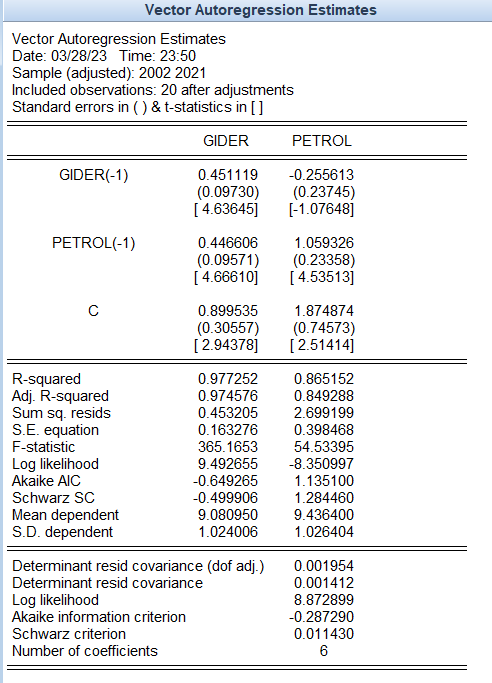 Vector Autoregression Estimates
Vector Autoregression Estimates
Date: 03/28/23 Time: 23:50
Sample (adjusted): 2002 2021
Included observations: 20 after adjustments
Standard errors in ( ) & t-statistics in [ ]
GIDER PETROL
GIDER(-1) 0.451119 -0.255613
(0.09730) (0.23745)
[ 4.63645] [-1.07648]
PETROL(-1) 0.446606 1.059326
(0.09571) (0.23358)
[ 4.66610] [ 4.53513]
C 0.899535 1.874874
(0.30557) (0.74573)
[ 2.94378] [ 2.51414]
R-squared 0.977252 0.865152
Adj. R-squared 0.974576 0.849288
Sum sq. resids 0.453205 2.699199
S.E. equation 0.163276 0.398468
F-statistic 365.1653 54.53395
Log likelihood 9.492655 -8.350997
Akaike AIC -0.649265 1.135100
Schwarz SC -0.499906 1.284460
Mean dependent 9.080950 9.436400
S.D. dependent 1.024006 1.026404
Determinant resid covariance (dof adj.) 0.001954
Determinant resid covariance 0.001412
Log likelihood 8.872899
Akaike information criterion -0.287290
Schwarz criterion 0.011430
Number of coefficients 6